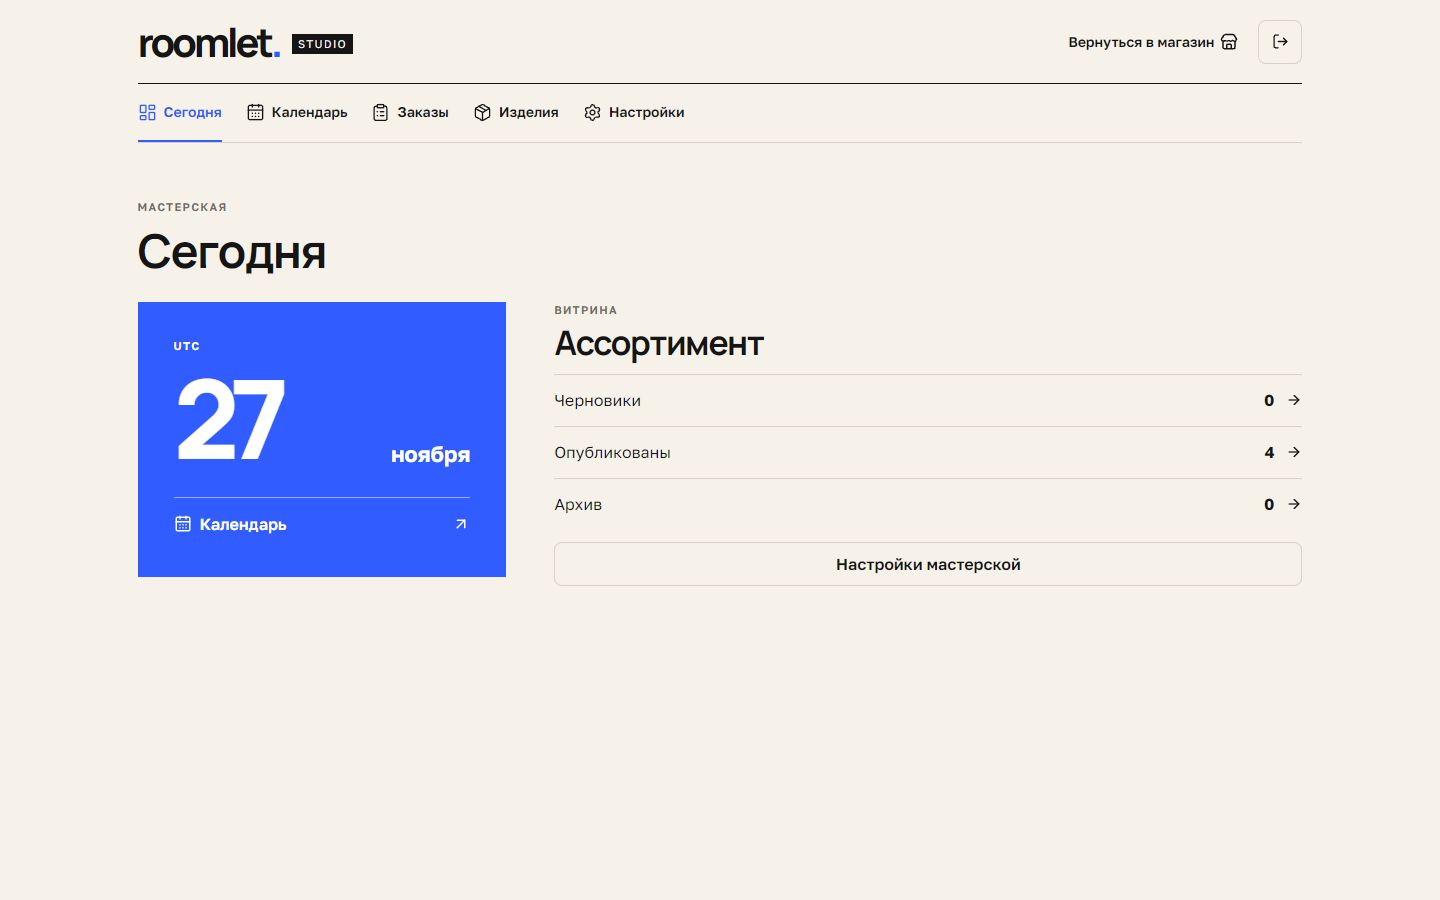 roomlet. STUDIO
Вернуться в магазин
Сегодня Календарь Заказы Изделия Настройки
МАСТЕРСКАЯ
Сегодня
UTC
27 ноября
Календарь
ВИТРИНА
Ассортимент
Черновики 0
Опубликованы 4
Архив 0
Настройки мастерской